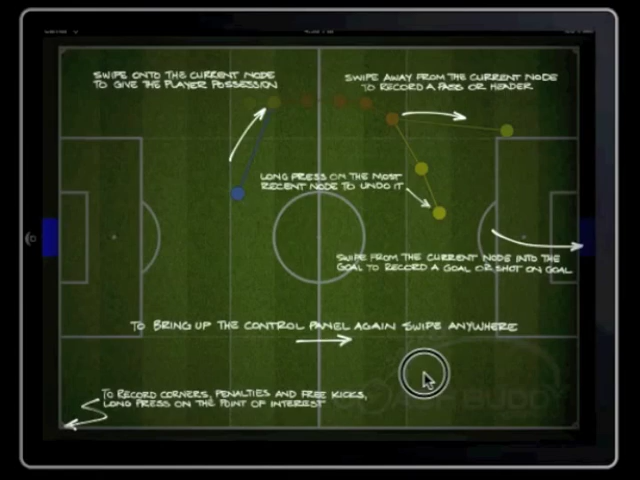 SWIPE ONTO THE CURRENT NODE
TO GIVE THE PLAYER POSSESSION
SWIPE AWAY FROM THE CURRENT NODE
TO RECORD A PASS OR HEADER
LONG PRESS ON THE MOST
RECENT NODE TO UNDO IT
SWIPE FROM THE CURRENT NODE INTO THE
GOAL TO RECORD A GOAL OR SHOT ON GOAL
TO BRING UP THE CONTROL PANEL AGAIN SWIPE ANYWHERE
TO RECORD CORNERS, PENALTIES AND FREE KICKS,
LONG PRESS ON THE POINT OF INTEREST
BUDDY